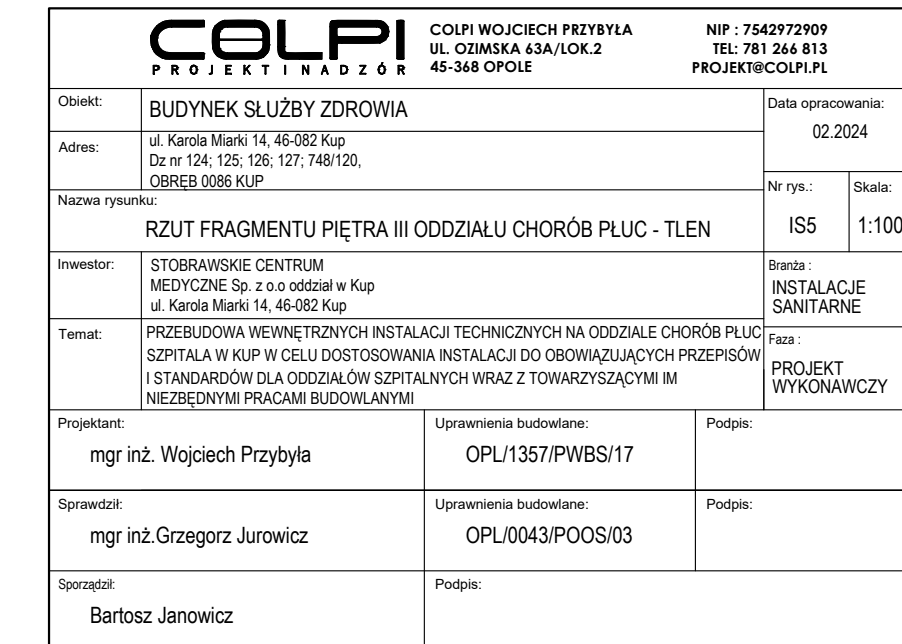 COLPI
PROJEKT I NADZÓR
COLPI WOJCIECH PRZYBYŁA
UL. OZIMSKA 63A/LOK.2
45-368 OPOLE
NIP : 7542972909
TEL: 781 266 813
PROJEKT@COLPI.PL
Obiekt:
BUDYNEK SŁUŻBY ZDROWIA
Data opracowania:
02.2024
Adres:
ul. Karola Miarki 14, 46-082 Kup
Dz nr 124; 125; 126; 127; 748/120,
OBRĘB 0086 KUP
Nr rys.:
IS5
Skala:
1:100
Nazwa rysunku:
RZUT FRAGMENTU PIĘTRA III ODDZIAŁU CHORÓB PŁUC - TLEN
Inwestor:
STOBRAWSKIE CENTRUM
MEDYCZNE Sp. z o.o oddział w Kup
ul. Karola Miarki 14, 46-082 Kup
Branża :
INSTALACJE
SANITARNE
Temat:
PRZEBUDOWA WEWNĘTRZNYCH INSTALACJI TECHNICZNYCH NA ODDZIALE CHORÓB PŁUC
SZPITALA W KUP W CELU DOSTOSOWANIA INSTALACJI DO OBOWIĄZUJĄCYCH PRZEPISÓW
I STANDARDÓW DLA ODDZIAŁÓW SZPITALNYCH WRAZ Z TOWARZYSZĄCYMI IM
NIEZBĘDNYMI PRACAMI BUDOWLANYMI
Faza :
PROJEKT
WYKONAWCZY
Projektant:
mgr inż. Wojciech Przybyła
Uprawnienia budowlane:
OPL/1357/PWBS/17
Podpis:
Sprawdził:
mgr inż.Grzegorz Jurowicz
Uprawnienia budowlane:
OPL/0043/POOS/03
Podpis:
Sporządził:
Bartosz Janowicz
Podpis: